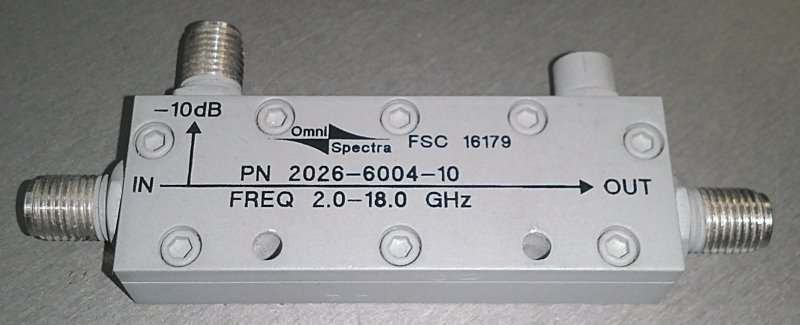 -10dB
Omni
Spectra
FSC 16179
PN 2026-6004-10
IN
OUT
FREQ 2.0-18.0 GHz